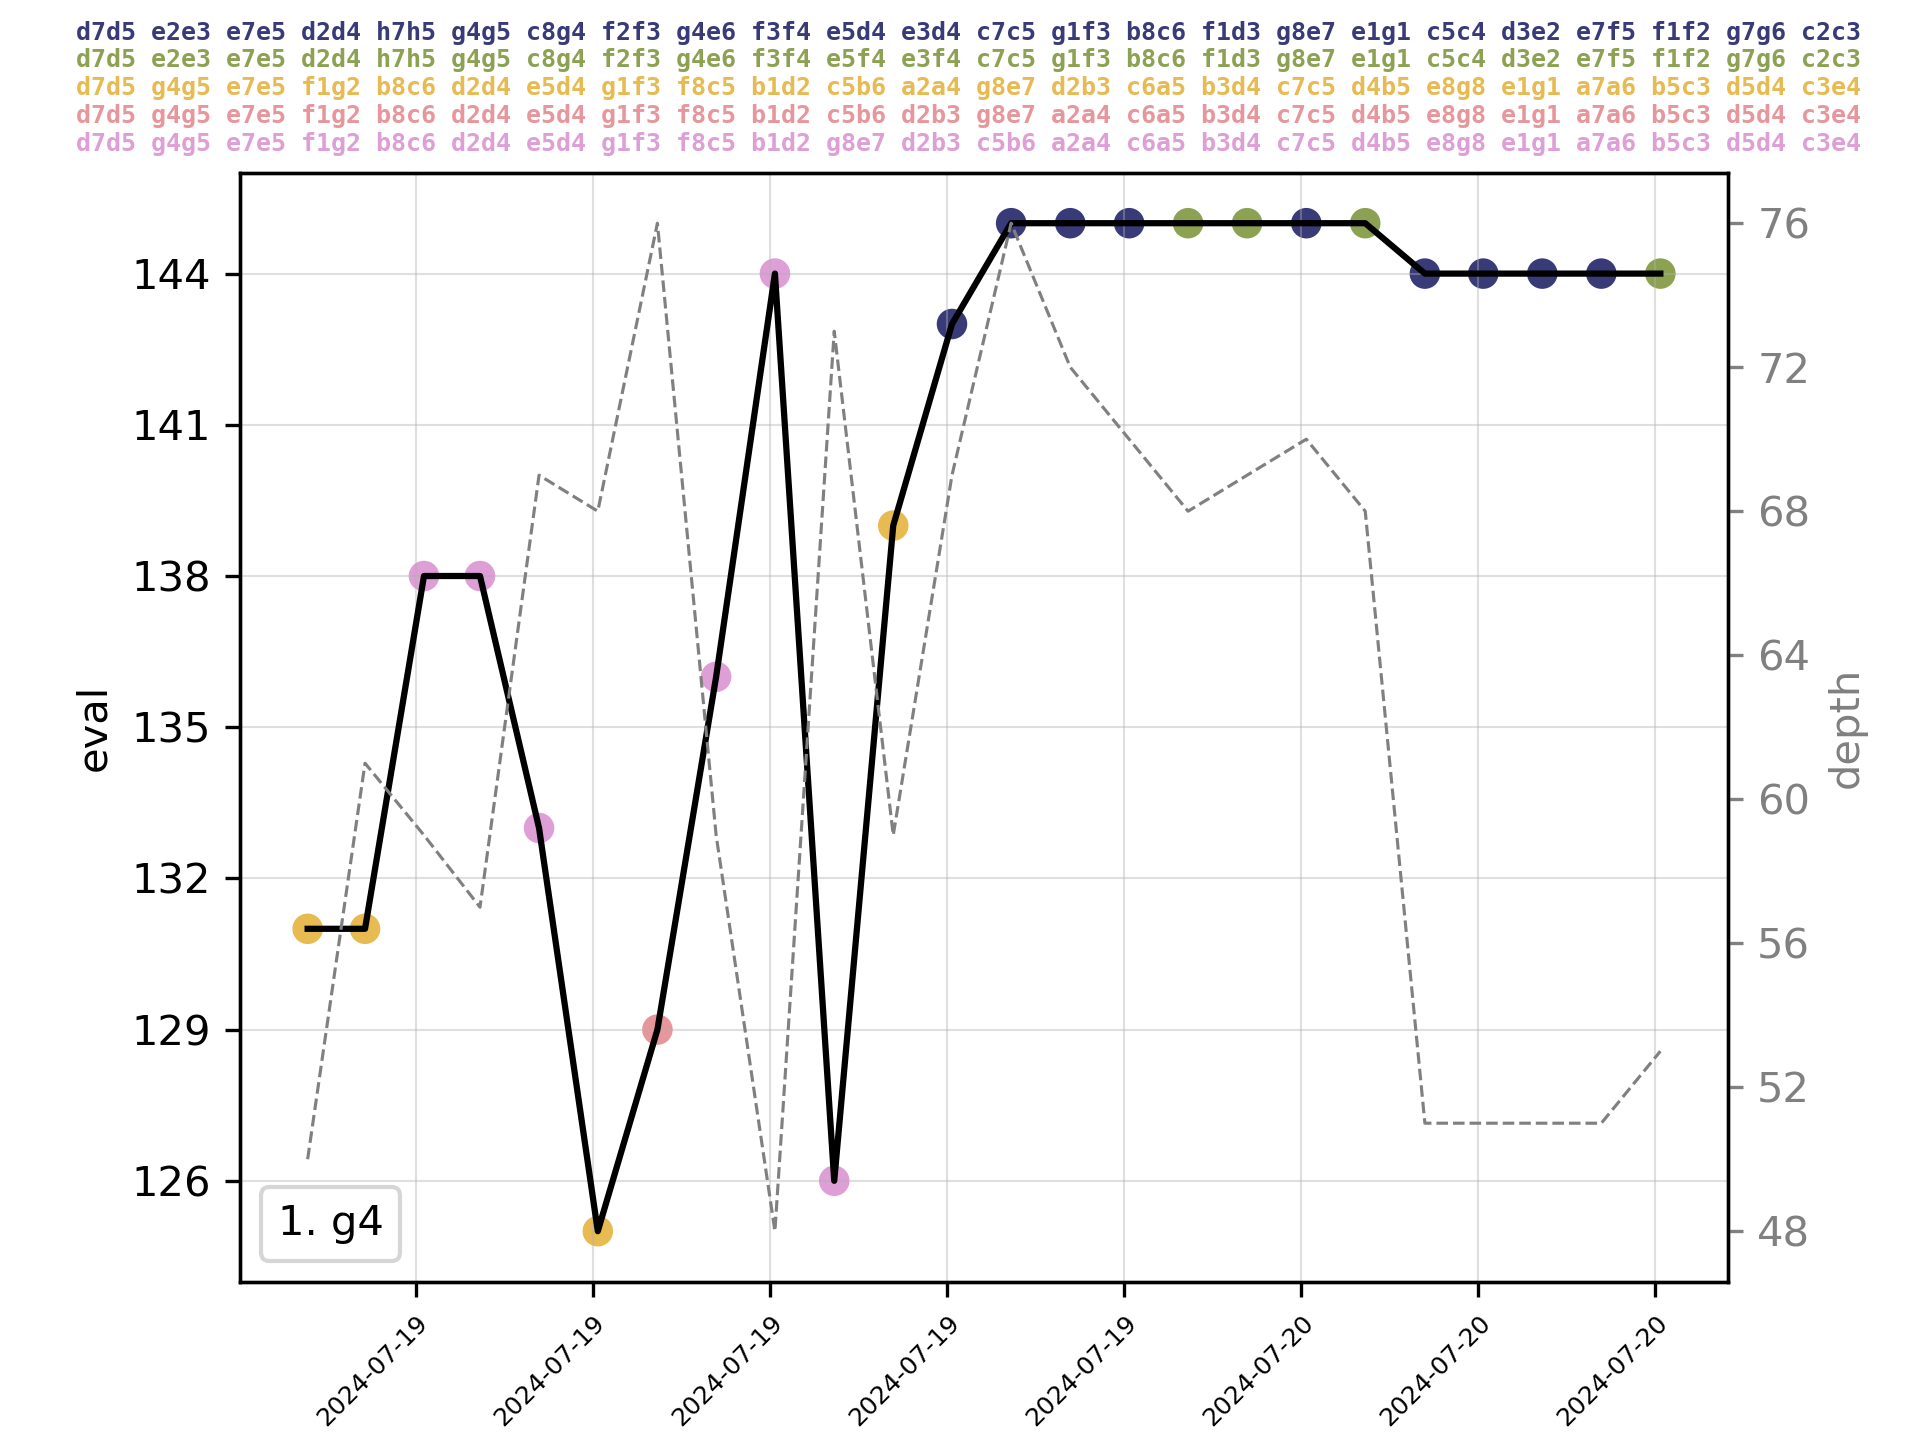 d7d5 e2e3 e7e5 d2d4 h7h5 g4g5 c8g4 f2f3 g4e6 f3f4 e5d4 e3d4 c7c5 g1f3 b8c6 f1d3 g8e7 e1g1 c5c4 d3e2 e7f5 f1f2 g7g6 c2c3
d7d5 e2e3 e7e5 d2d4 h7h5 g4g5 c8g4 f2f3 g4e6 f3f4 e5f4 e3f4 c7c5 g1f3 b8c6 f1d3 g8e7 e1g1 c5c4 d3e2 e7f5 f1f2 g7g6 c2c3
d7d5 g4g5 e7e5 f1g2 b8c6 d2d4 e5d4 g1f3 f8c5 b1d2 c5b6 a2a4 g8e7 d2b3 c6a5 b3d4 c7c5 d4b5 e8g8 e1g1 a7a6 b5c3 d5d4 c3e4
d7d5 g4g5 e7e5 f1g2 b8c6 d2d4 e5d4 g1f3 f8c5 b1d2 c5b6 d2b3 g8e7 a2a4 c6a5 b3d4 c7c5 d4b5 e8g8 e1g1 a7a6 b5c3 d5d4 c3e4
d7d5 g4g5 e7e5 f1g2 b8c6 d2d4 e5d4 g1f3 f8c5 b1d2 g8e7 d2b3 c5b6 a2a4 c6a5 b3d4 c7c5 d4b5 e8g8 e1g1 a7a6 b5c3 d5d4 c3e4
144
141
138
135
132
129
126
eval
76
72
68
64
60
56
52
48
depth
1. g4
2024-07-19
2024-07-19
2024-07-19
2024-07-19
2024-07-19
2024-07-20
2024-07-20
2024-07-20